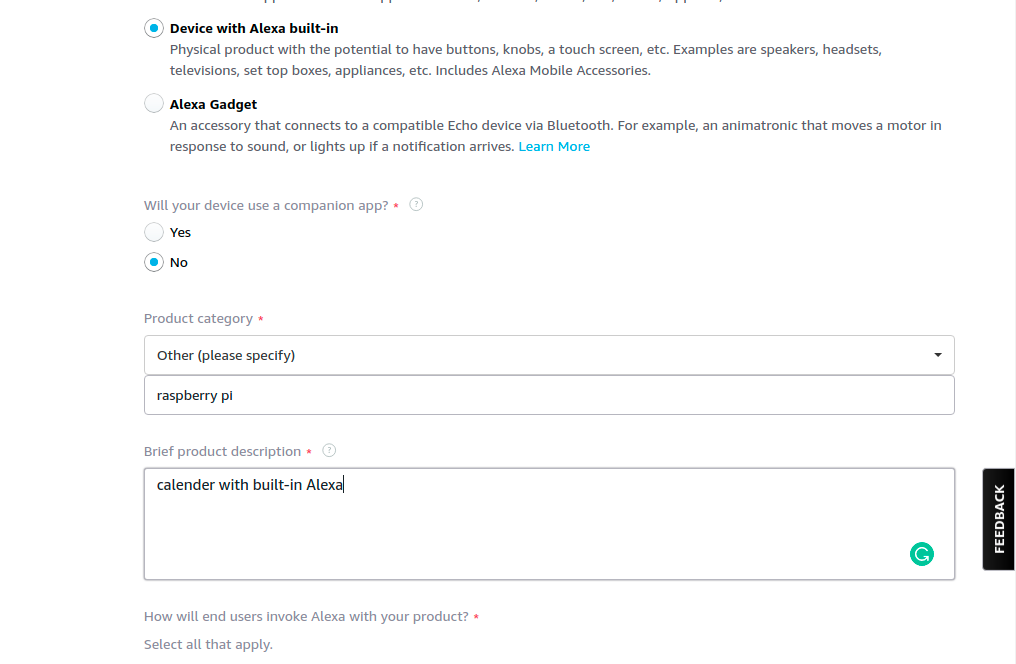 Device with Alexa built-in
Physical product with the potential to have buttons, knobs, a touch screen, etc. Examples are speakers, headsets,
televisions, set top boxes, appliances, etc. Includes Alexa Mobile Accessories.
Alexa Gadget
An accessory that connects to a compatible Echo device via Bluetooth. For example, an animatronic that moves a motor in
response to sound, or lights up if a notification arrives. Learn More
Will your device use a companion app? * ?
Yes
No
Product category *
Other (please specify)
raspberry pi
Brief product description * ?
calender with built-in Alexa
FEEDBACK
How will end users invoke Alexa with your product? *
Select all that apply.